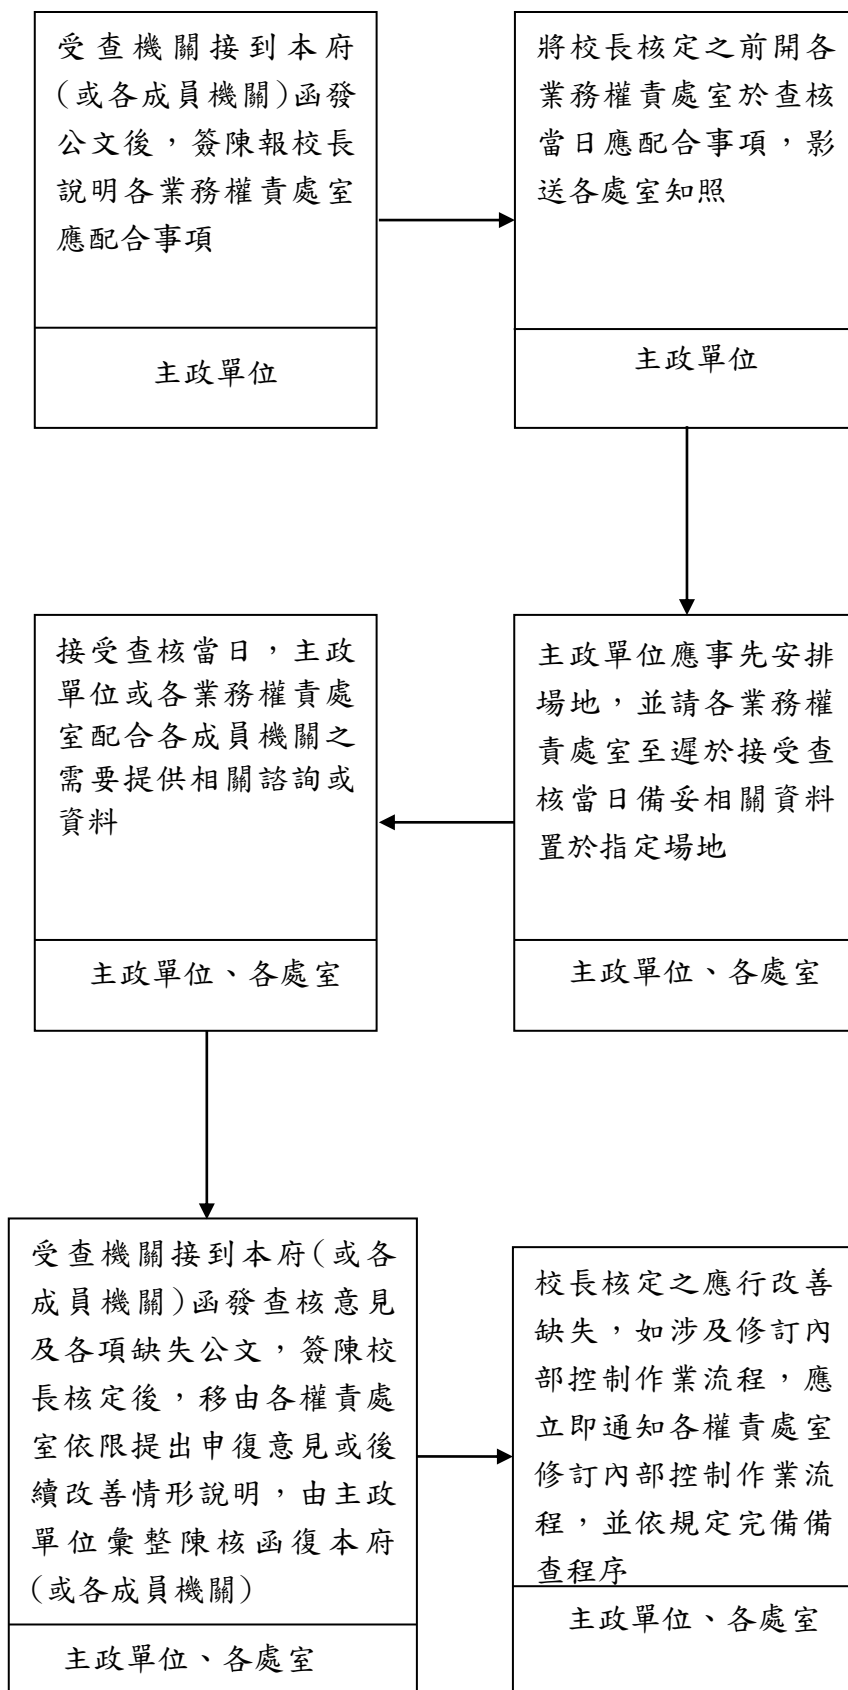 受查機關接到本府
(或各成員機關)函發
公文後，簽陳報校長
說明各業務權責處室
應配合事項
主政單位
將校長核定之前開各
業務權責處室於查核
當日應配合事項，影
送各處室知照
主政單位
主政單位應事先安排
場地，並請各業務權
責處室至遲於接受查
核當日備妥相關資料
置於指定場地
主政單位、各處室
接受查核當日，主政
單位或各業務權責處
室配合各成員機關之
需要提供相關諮詢或
資料
主政單位、各處室
受查機關接到本府(或各
成員機關)函發查核意見
及各項缺失公文，簽陳校
長核定後，移由各權責處
室依限提出申復意見或後
續改善情形說明，由主政
單位彙整陳核函復本府
(或各成員機關)
主政單位、各處室
校長核定之應行改善
缺失，如涉及修訂內
部控制作業流程，應
立即通知各權責處室
修訂內部控制作業流
程，並依規定完備備
查程序
主政單位、各處室